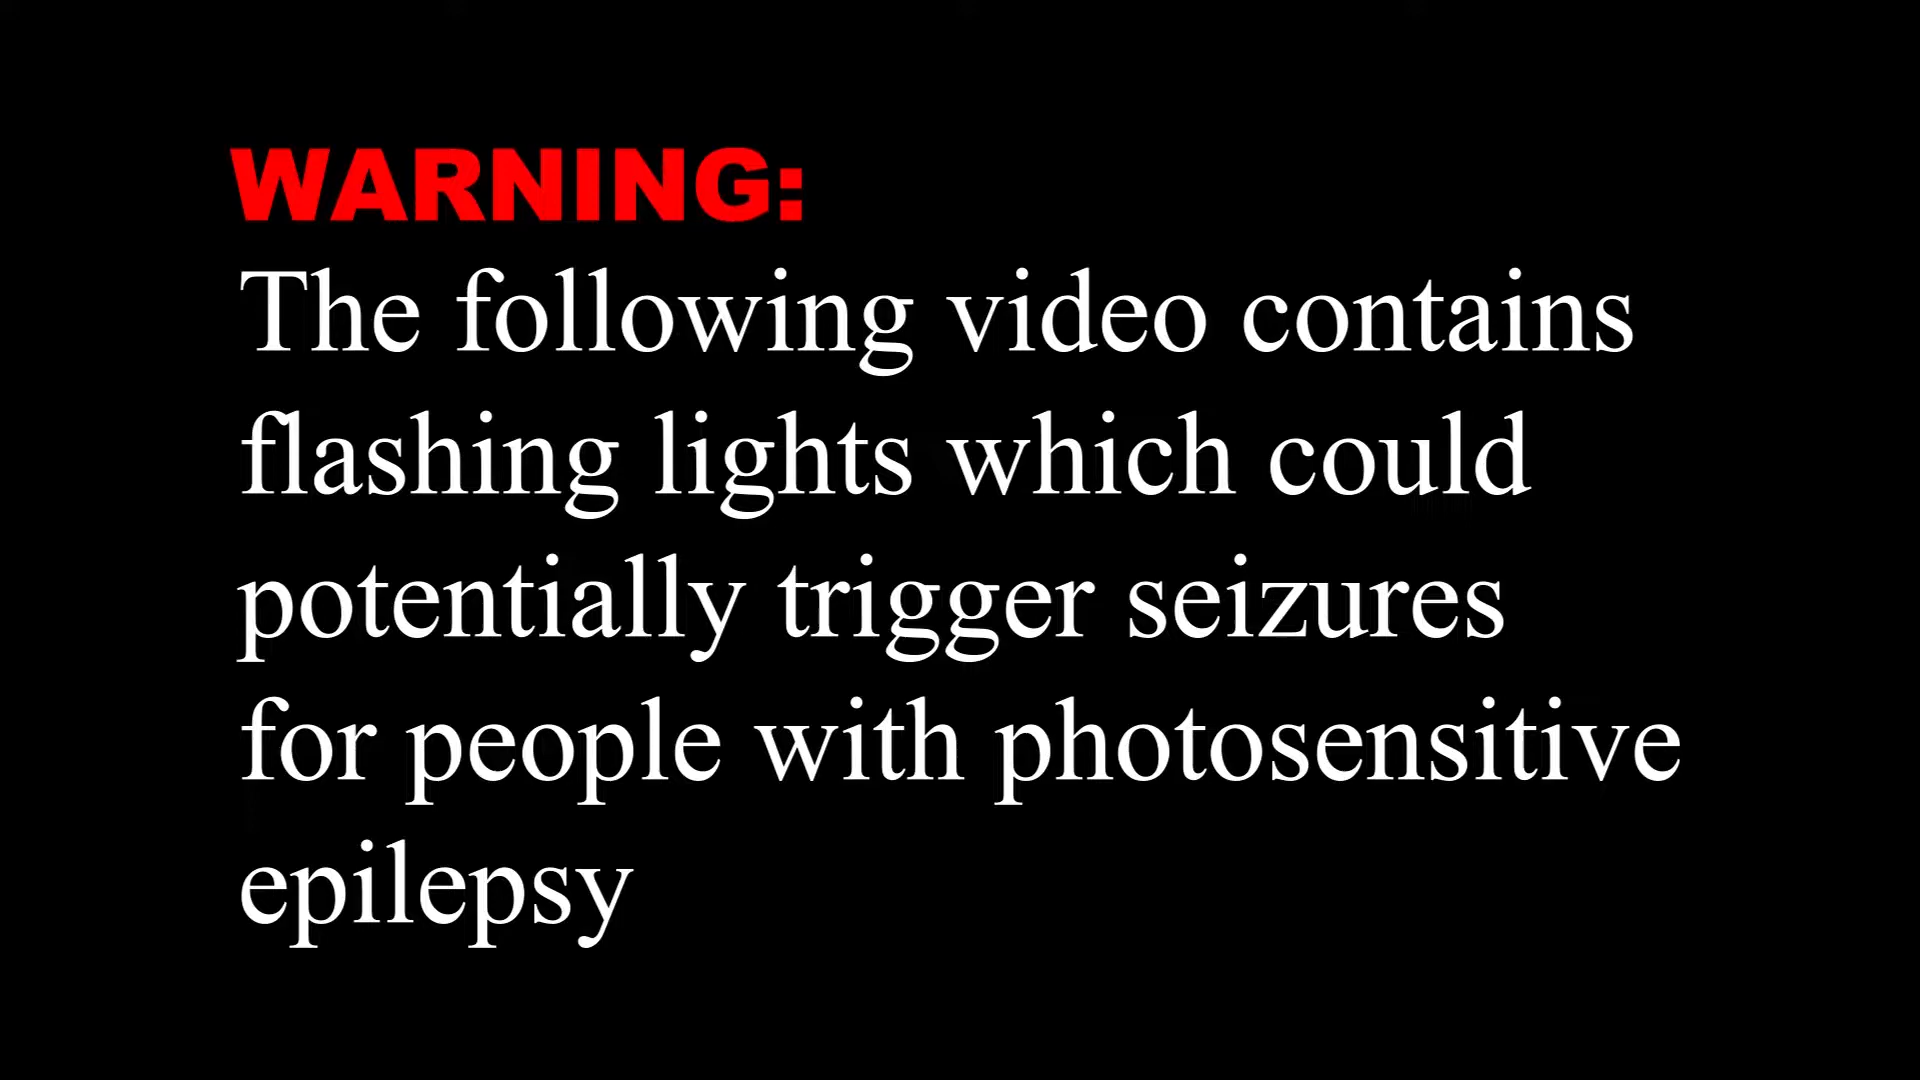 WARNING:
The following video contains
flashing lights which could
potentially trigger seizures
for people with photosensitive
epilepsy